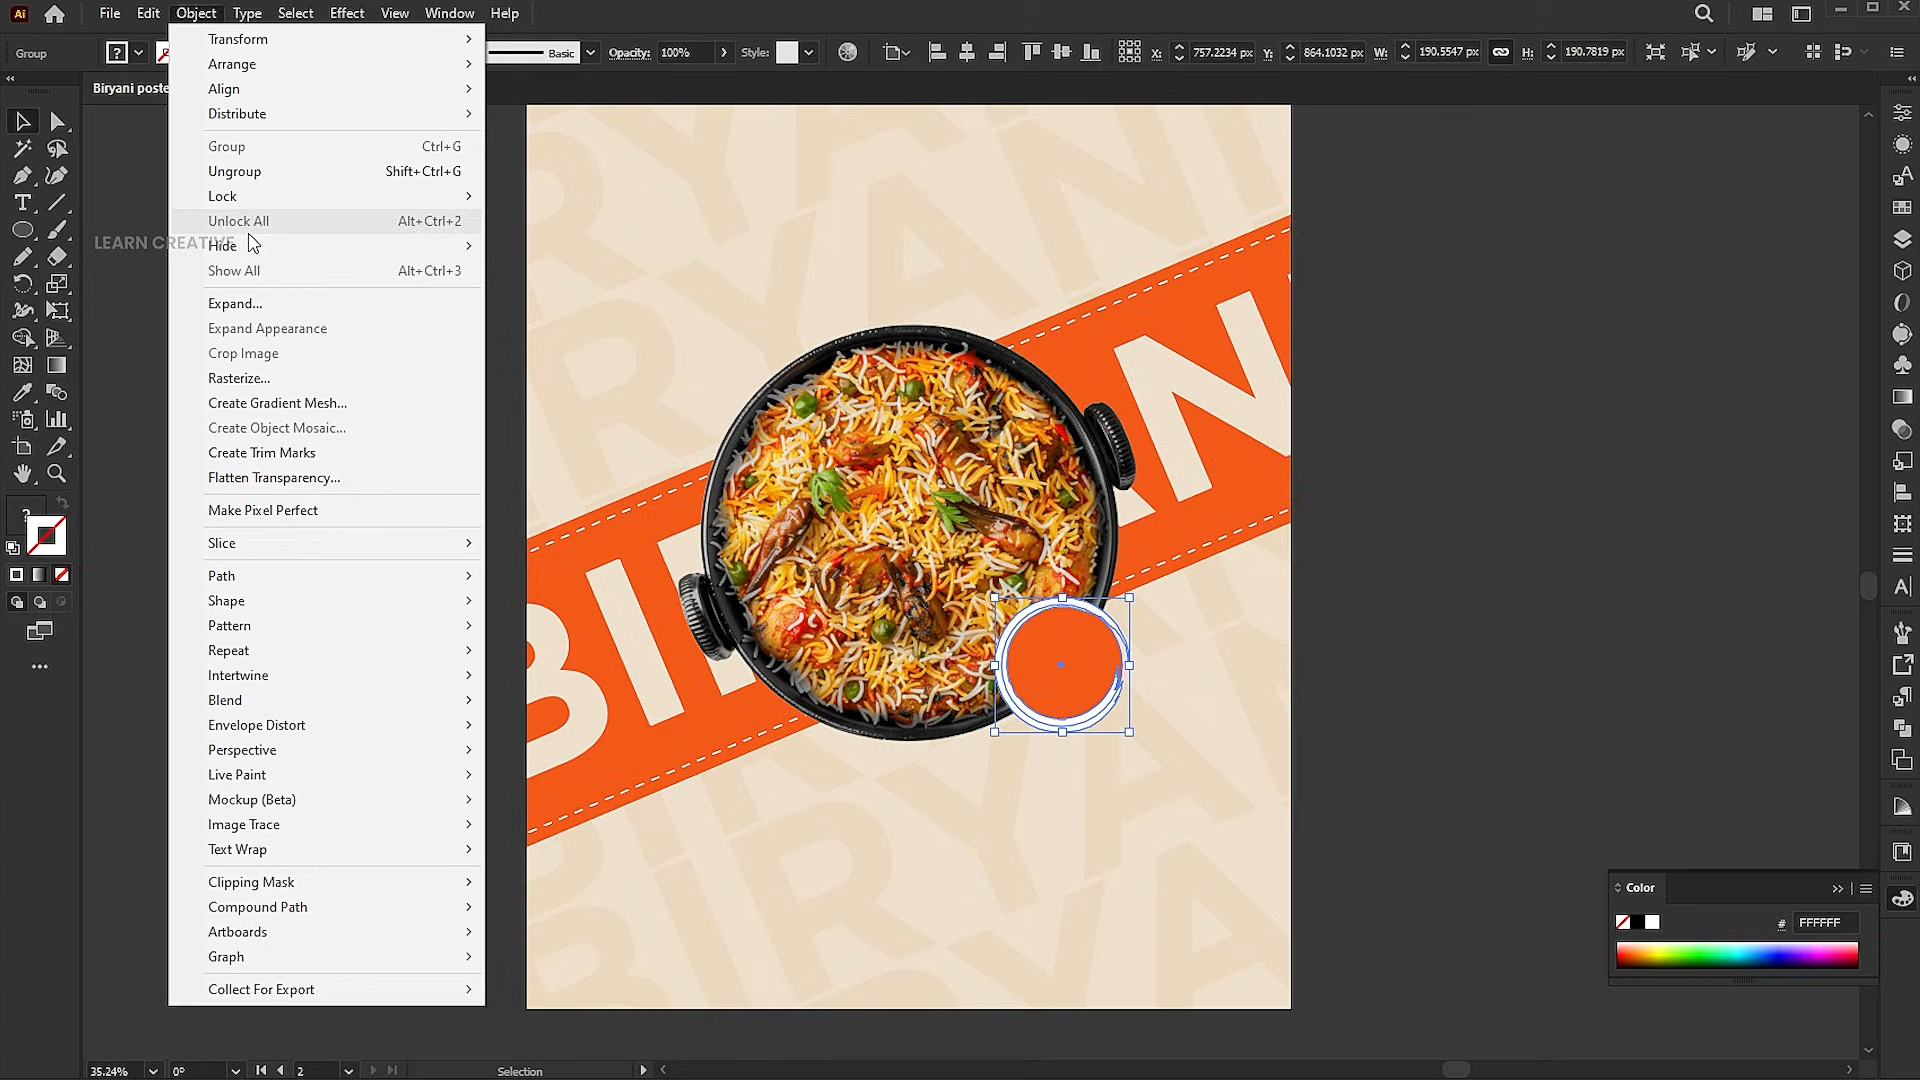 Ai File Edit Object Type Select Effect View Window Help
Group Basic Opacity: 100% Style: X: 757.2234 px Y: 864.1032 px W: 190.5547 px H: 190.7819 px
Biryani poste
Transform
Arrange
Align
Distribute
Group Ctrl+G
Ungroup Shift+Ctrl+G
Lock
Unlock All Alt+Ctrl+2
LEARN CREATIVE
Hide
Show All Alt+Ctrl+3
Expand...
Expand Appearance
Crop Image
Rasterize...
Create Gradient Mesh...
Create Object Mosaic...
Create Trim Marks
Flatten Transparency...
Make Pixel Perfect
Slice
Path
Shape
Pattern
Repeat
Intertwine
Blend
Envelope Distort
Perspective
Live Paint
Mockup (Beta)
Image Trace
Text Wrap
Clipping Mask
Compound Path
Artboards
Graph
Collect For Export
RYANI
BIRYANI
BIRYANI
BIRYANI
BIRYA
Color
# FFFFFF
35.24% 0° 2 Selection